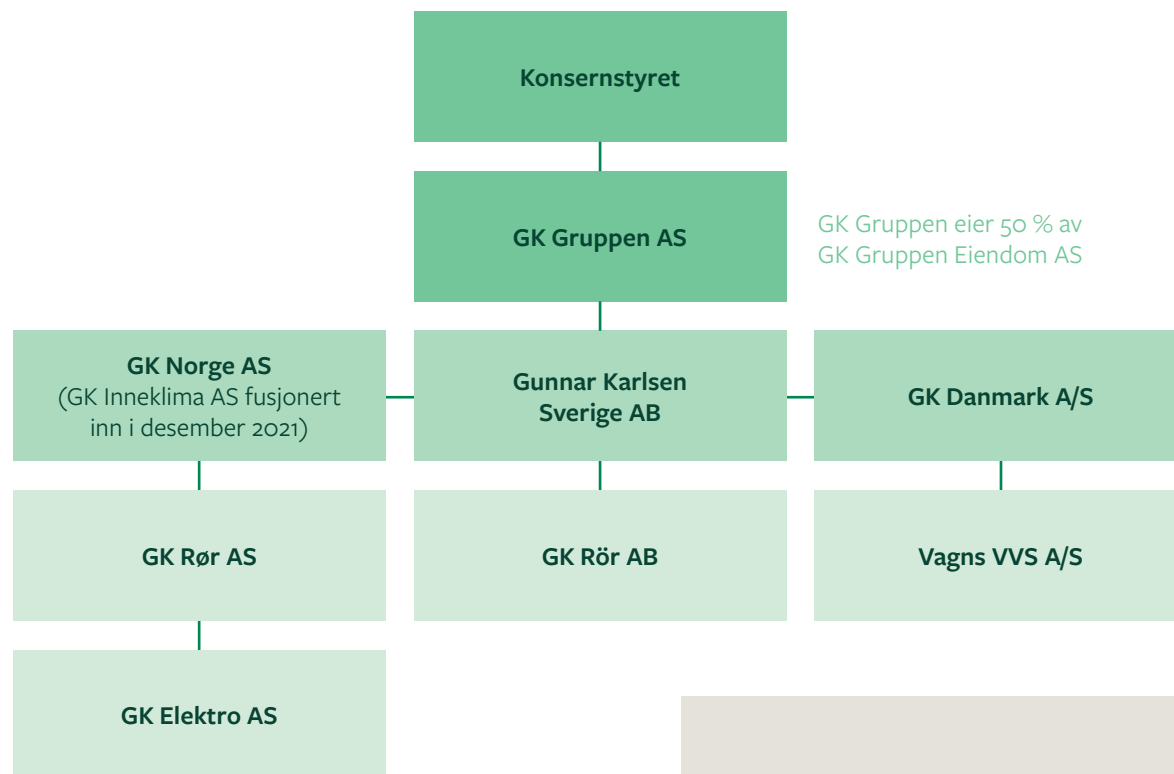 Konsernstyret
GK Gruppen AS
GK Gruppen eier 50 % av
GK Gruppen Eiendom AS
GK Norge AS
(GK Inneklima AS fusjonert
inn i desember 2021)
Gunnar Karlsen
Sverige AB
GK Danmark A/S
GK Rør AS
GK Rör AB
Vagns VVS A/S
GK Elektro AS